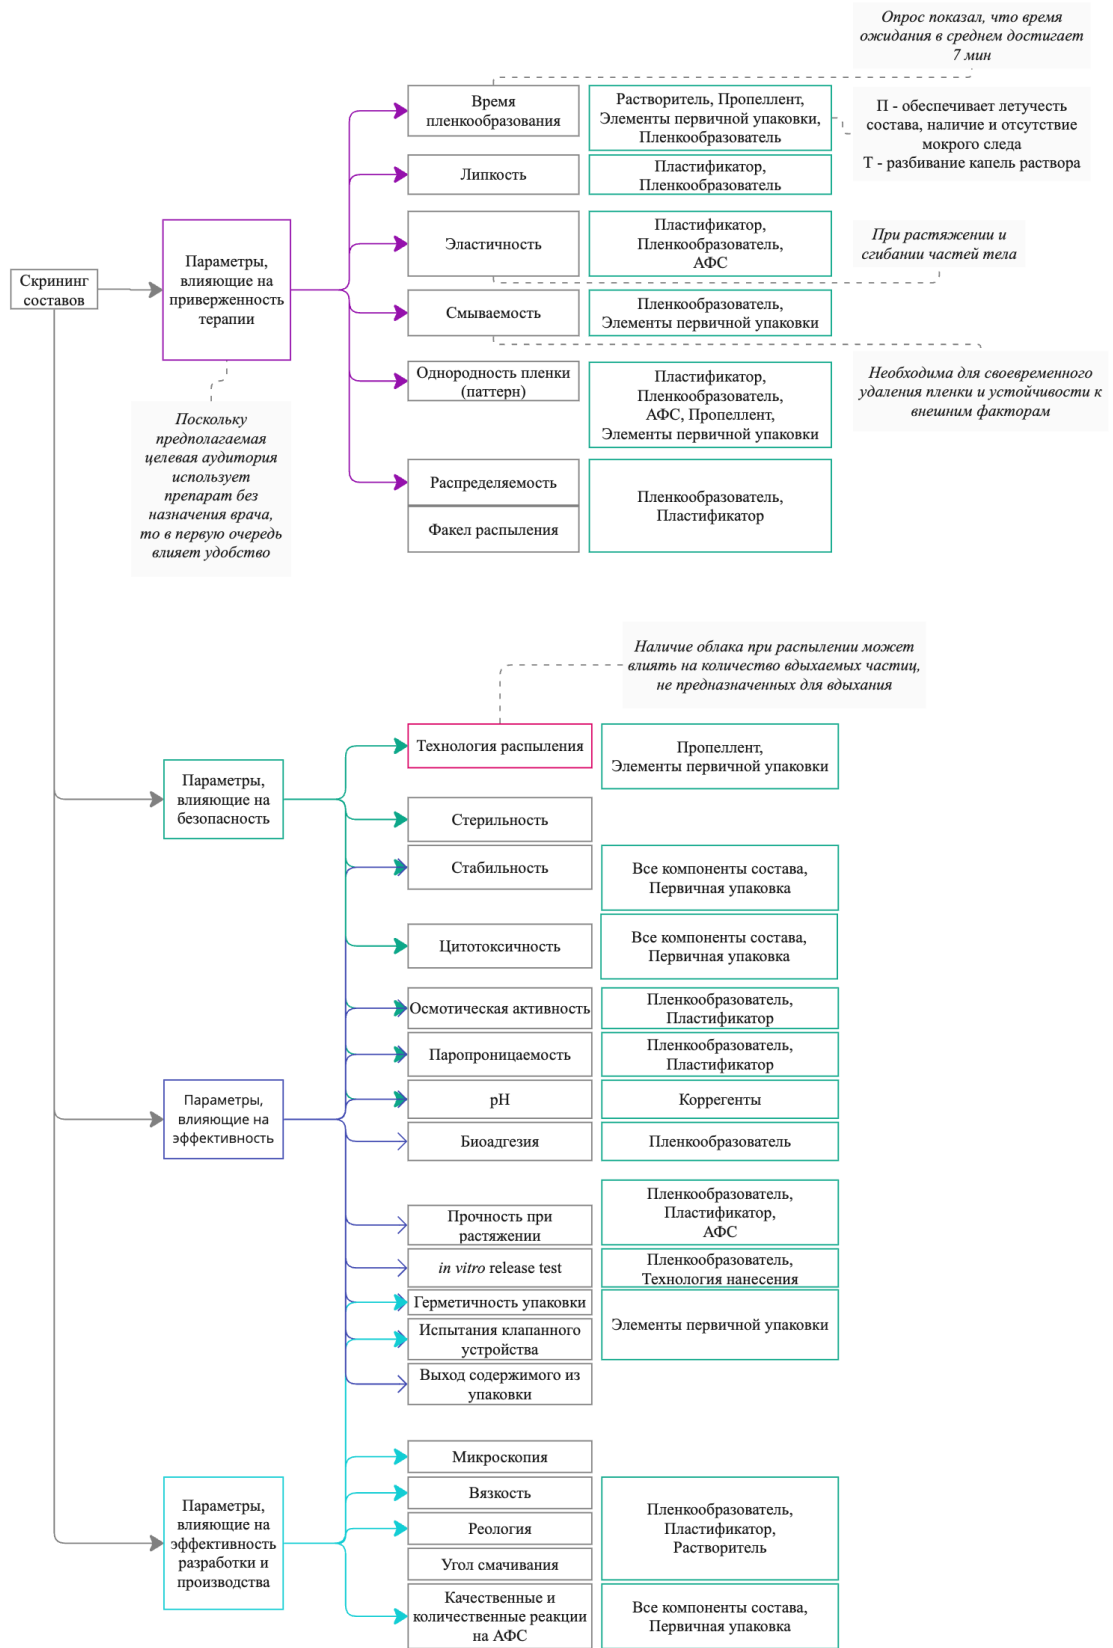 Опрос показал, что время
ожидания в среднем достигает
7 мин
Время
пленкообразования
Растворитель, Пропеллент,
Элементы первичной упаковки,
Пленкообразователь
П - обеспечивает летучесть
состава, наличие и отсутствие
мокрого следа
Т - разбивание капель раствора
Липкость
Пластификатор,
Пленкообразователь
Скрининг
составов
Параметры,
влияющие на
приверженность
терапии
Эластичность
Пластификатор,
Пленкообразователь,
АФС
При растяжении и
сгибании частей тела
Смываемость
Пленкообразователь,
Элементы первичной упаковки
Однородность пленки
(паттерн)
Пластификатор,
Пленкообразователь,
АФС, Пропеллент,
Элементы первичной упаковки
Необходима для своевременного
удаления пленки и устойчивости к
внешним факторам
Поскольку
предполагаемая
целевая аудитория
использует
препарат без
назначения врача,
то в первую очередь
влияет удобство
Распределяемость
Факел распыления
Пленкообразователь,
Пластификатор
Наличие облака при распылении может
влиять на количество вдыхаемых частиц,
не предназначенных для вдыхания
Технология распыления
Пропеллент,
Элементы первичной упаковки
Параметры,
влияющие на
безопасность
Стерильность
Стабильность
Все компоненты состава,
Первичная упаковка
Цитотоксичность
Все компоненты состава,
Первичная упаковка
Осмотическая активность
Пленкообразователь,
Пластификатор
Паропроницаемость
Пленкообразователь,
Пластификатор
Параметры,
влияющие на
эффективность
pH
Коррегенты
Биоадгезия
Пленкообразователь
Прочность при
растяжении
Пленкообразователь,
Пластификатор,
АФС
in vitro release test
Пленкообразователь,
Технология нанесения
Герметичность упаковки
Испытания клапанного
устройства
Элементы первичной упаковки
Выход содержимого из
упаковки
Микроскопия
Параметры,
влияющие на
эффективность
разработки и
производства
Вязкость
Реология
Угол смачивания
Пленкообразователь,
Пластификатор,
Растворитель
Качественные и
количественные реакции
на АФС
Все компоненты состава,
Первичная упаковка